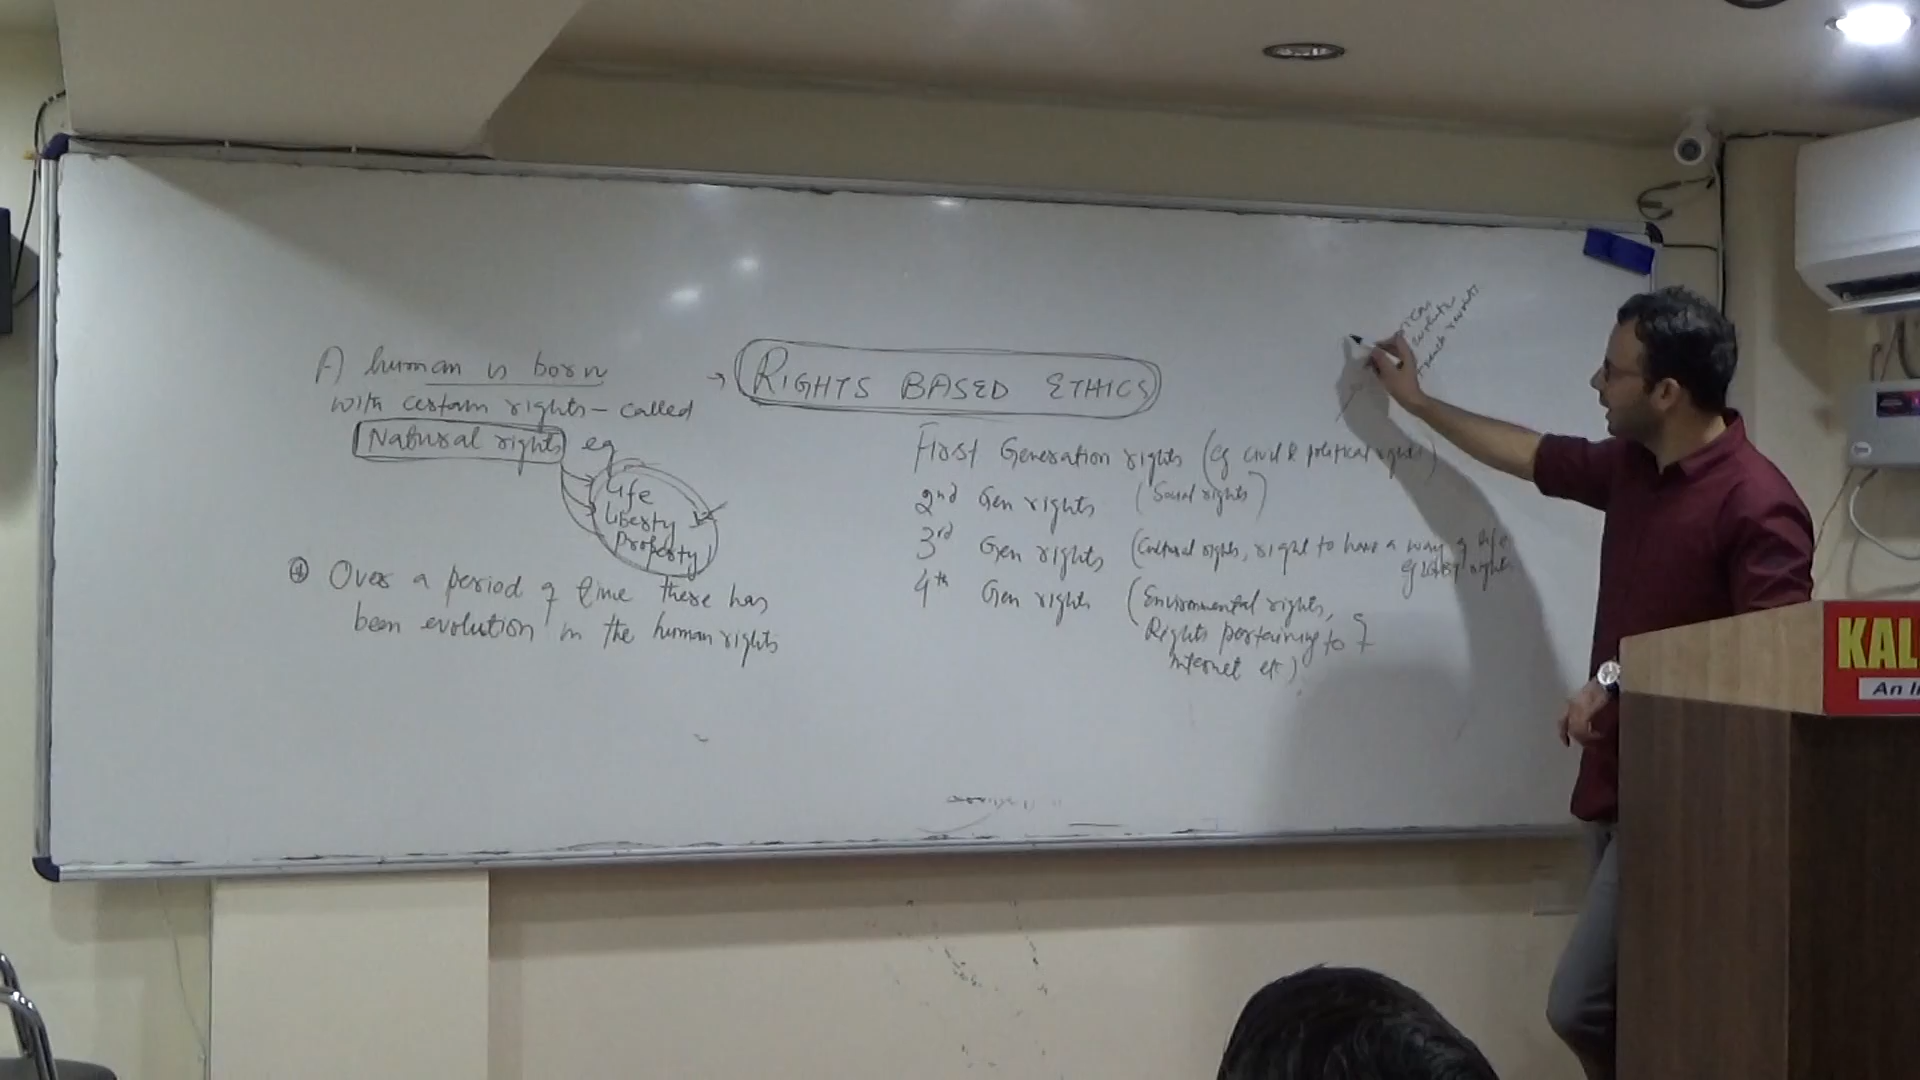 A human is born
with certain rights - called
Natural rights eg
Life
Liberty
Property
⊕ Over a period of time there has
been evolution in the human rights
→ RIGHTS BASED ETHICS
First Generation rights (eg civil & political rights)
2nd Gen rights (Social rights)
3rd Gen rights (Cultural rights, right to have a way of life
eg LGBT rights
4th Gen rights (Environmental rights,
Rights pertaining to
internet etc)
French
KAL
An I